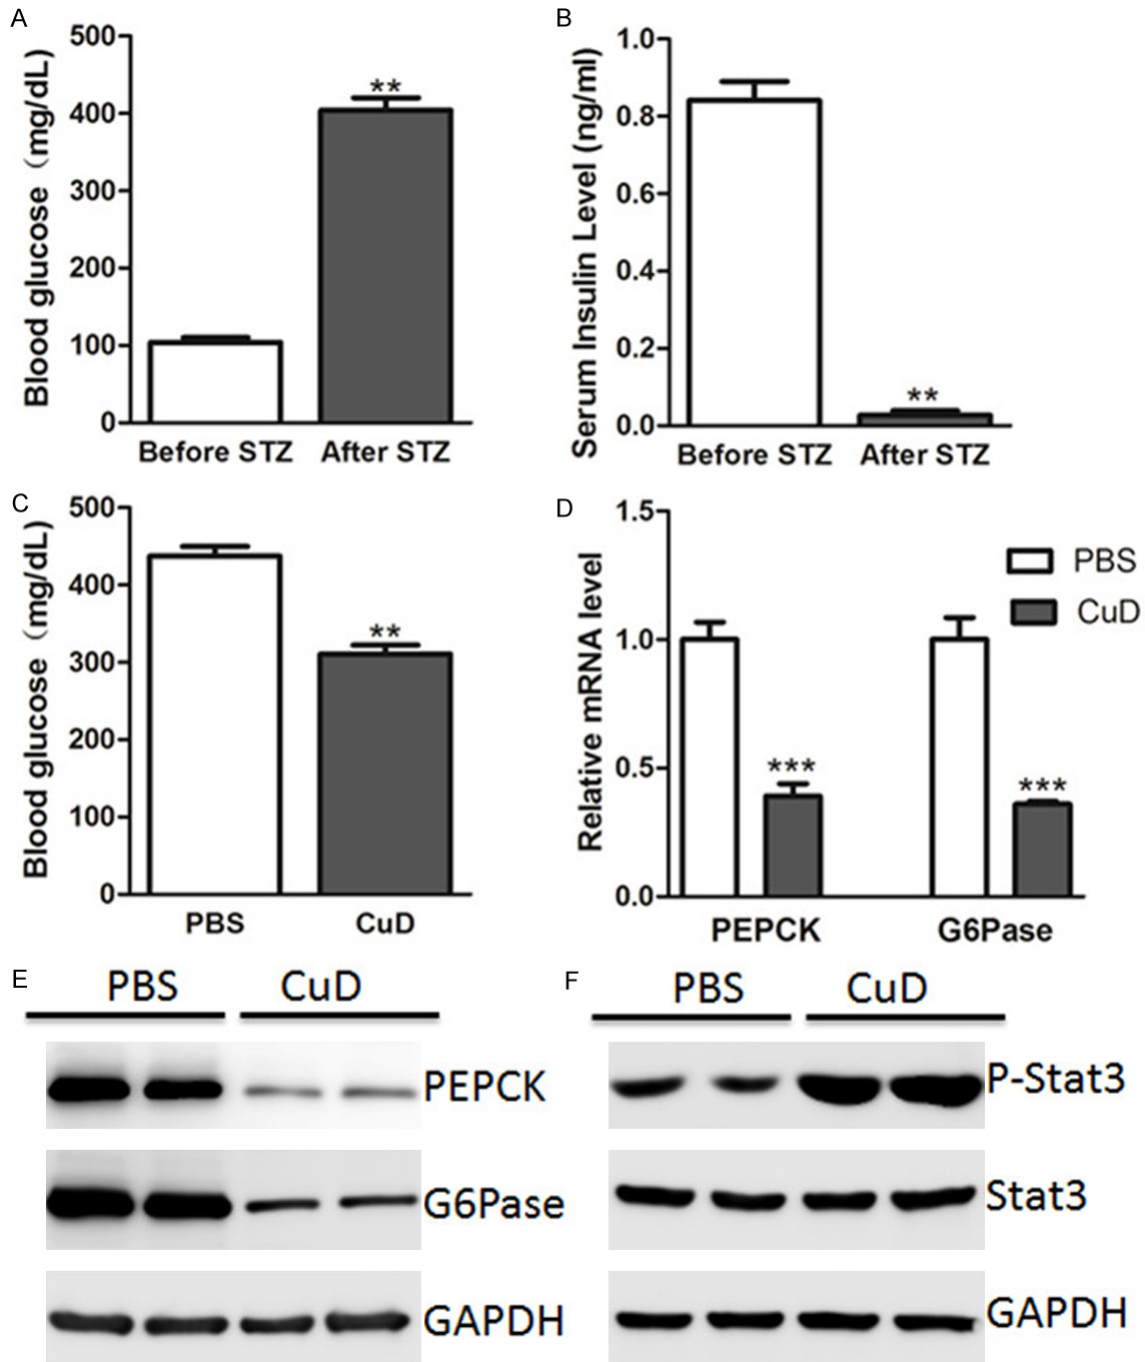 A
Blood glucose（mg/dL)
500
400
300
200
100
0
**
Before STZ After STZ
B
Serum Insulin Level (ng/ml)
1.0
0.8
0.6
0.4
0.2
0.0
**
Before STZ After STZ
C
Blood glucose（mg/dL)
500
400
300
200
100
0
**
PBS CuD
D
Relative mRNA level
1.5
1.0
0.5
0.0
PBS
CuD
***
***
PEPCK G6Pase
E
PBS CuD
PEPCK
G6Pase
GAPDH
F
PBS CuD
P-Stat3
Stat3
GAPDH